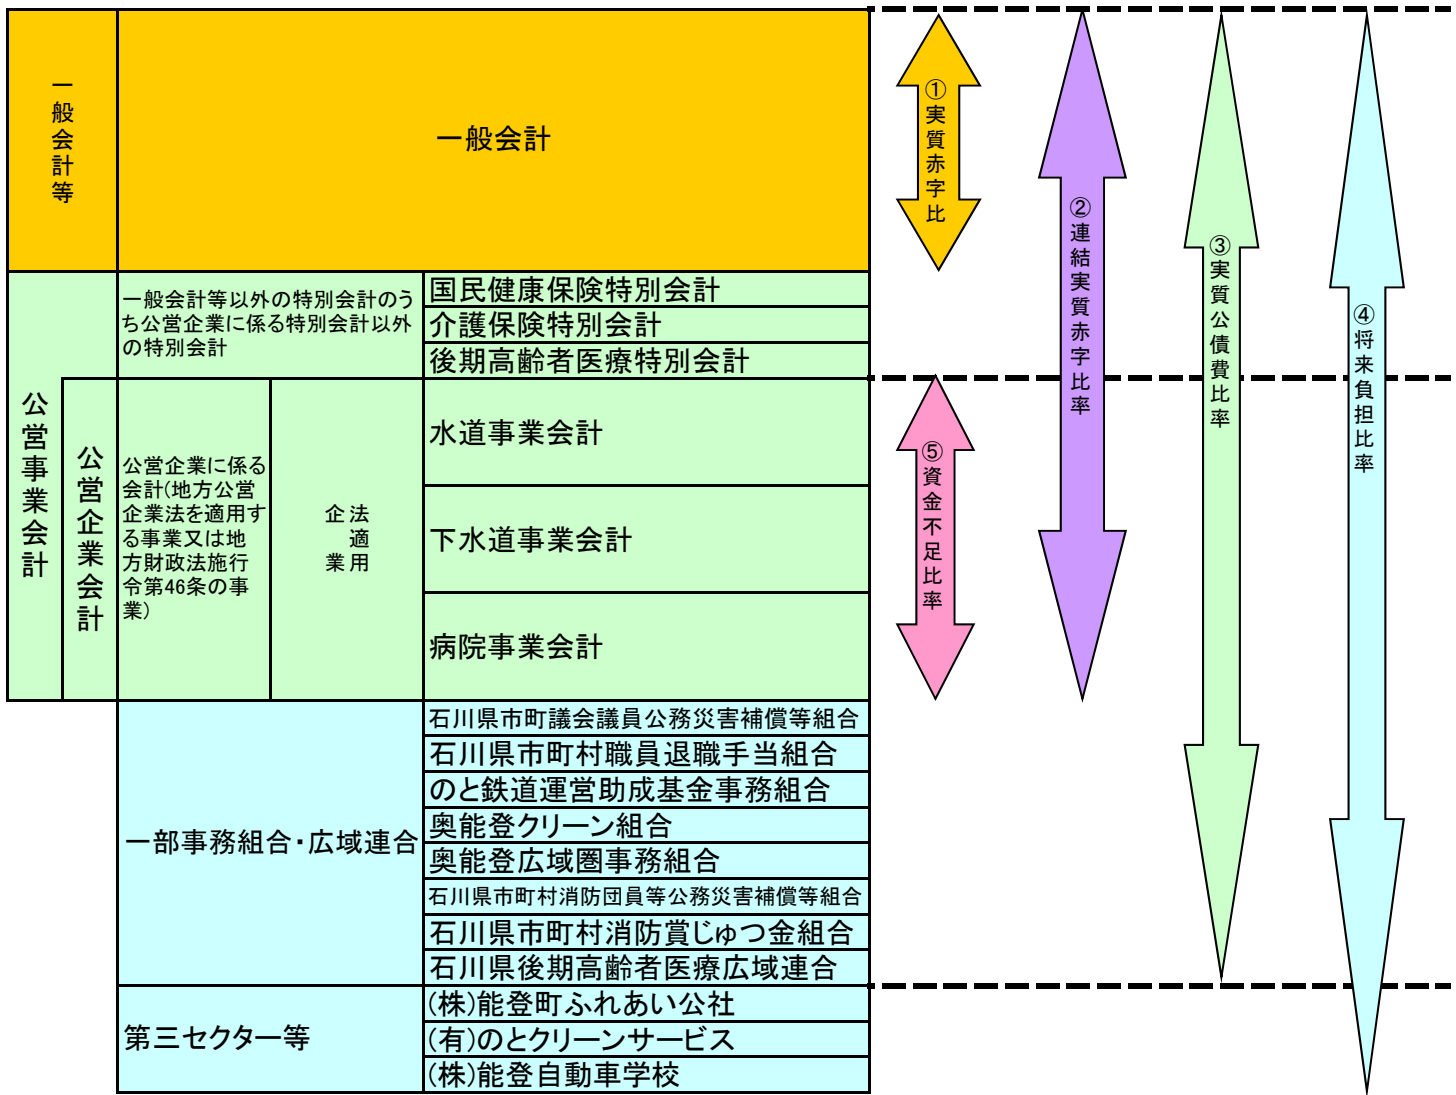 一般会計等
一般会計
公営事業会計
一般会計等以外の特別会計のう
ち公営企業に係る特別会計以外
の特別会計
国民健康保険特別会計
介護保険特別会計
後期高齢者医療特別会計
公営企業会計
公営企業に係る
会計(地方公営
企業法を適用す
る事業又は地
方財政法施行
令第46条の事
業)
法適用
企業
水道事業会計
下水道事業会計
病院事業会計
一部事務組合・広域連合
石川県市町議会議員公務災害補償等組合
石川県市町村職員退職手当組合
のと鉄道運営助成基金事務組合
奥能登クリーン組合
奥能登広域圏事務組合
石川県市町村消防団員等公務災害補償等組合
石川県市町村消防賞じゅつ金組合
石川県後期高齢者医療広域連合
第三セクター等
(株)能登町ふれあい公社
(有)のとクリーンサービス
(株)能登自動車学校
①実質赤字比
②連結実質赤字比率
③実質公債費比率
④将来負担比率
⑤資金不足比率